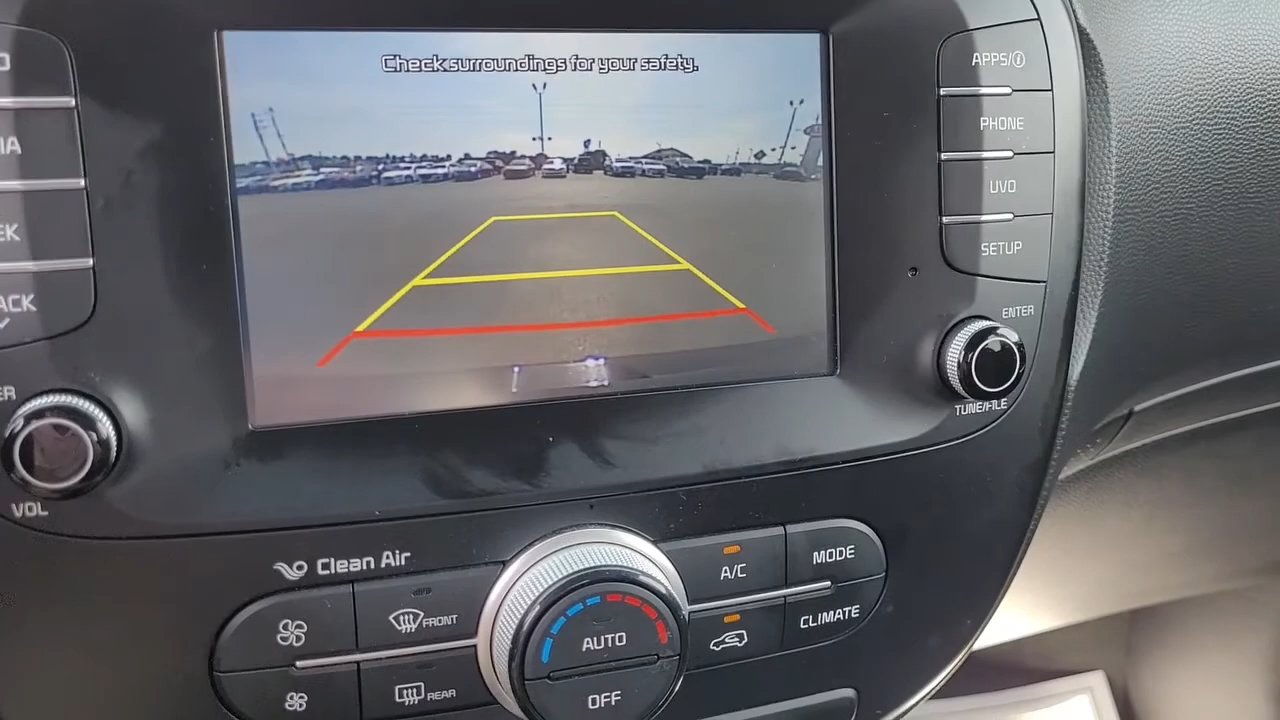 Check surroundings for your safety.
APPS/ⓘ
PHONE
UVO
SETUP
ENTER
TUNE/FILE
VOL
Clean Air
FRONT
REAR
AUTO
OFF
A/C
MODE
CLIMATE